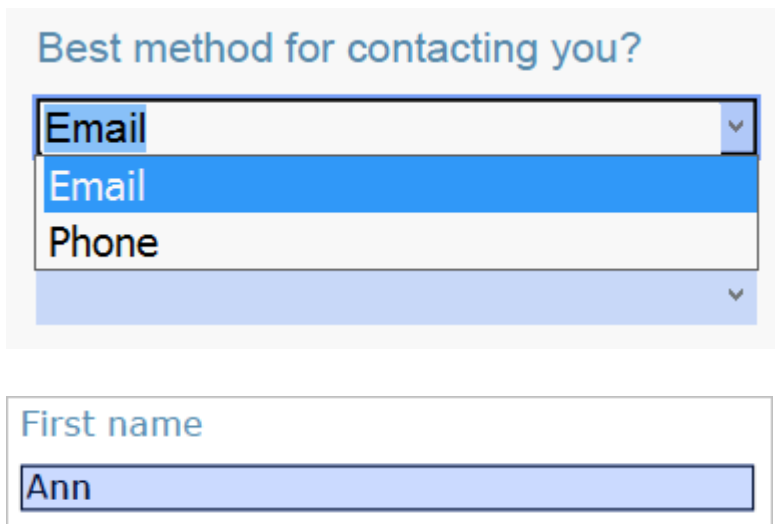 Best method for contacting you?
Email
Email
Phone
First name
Ann